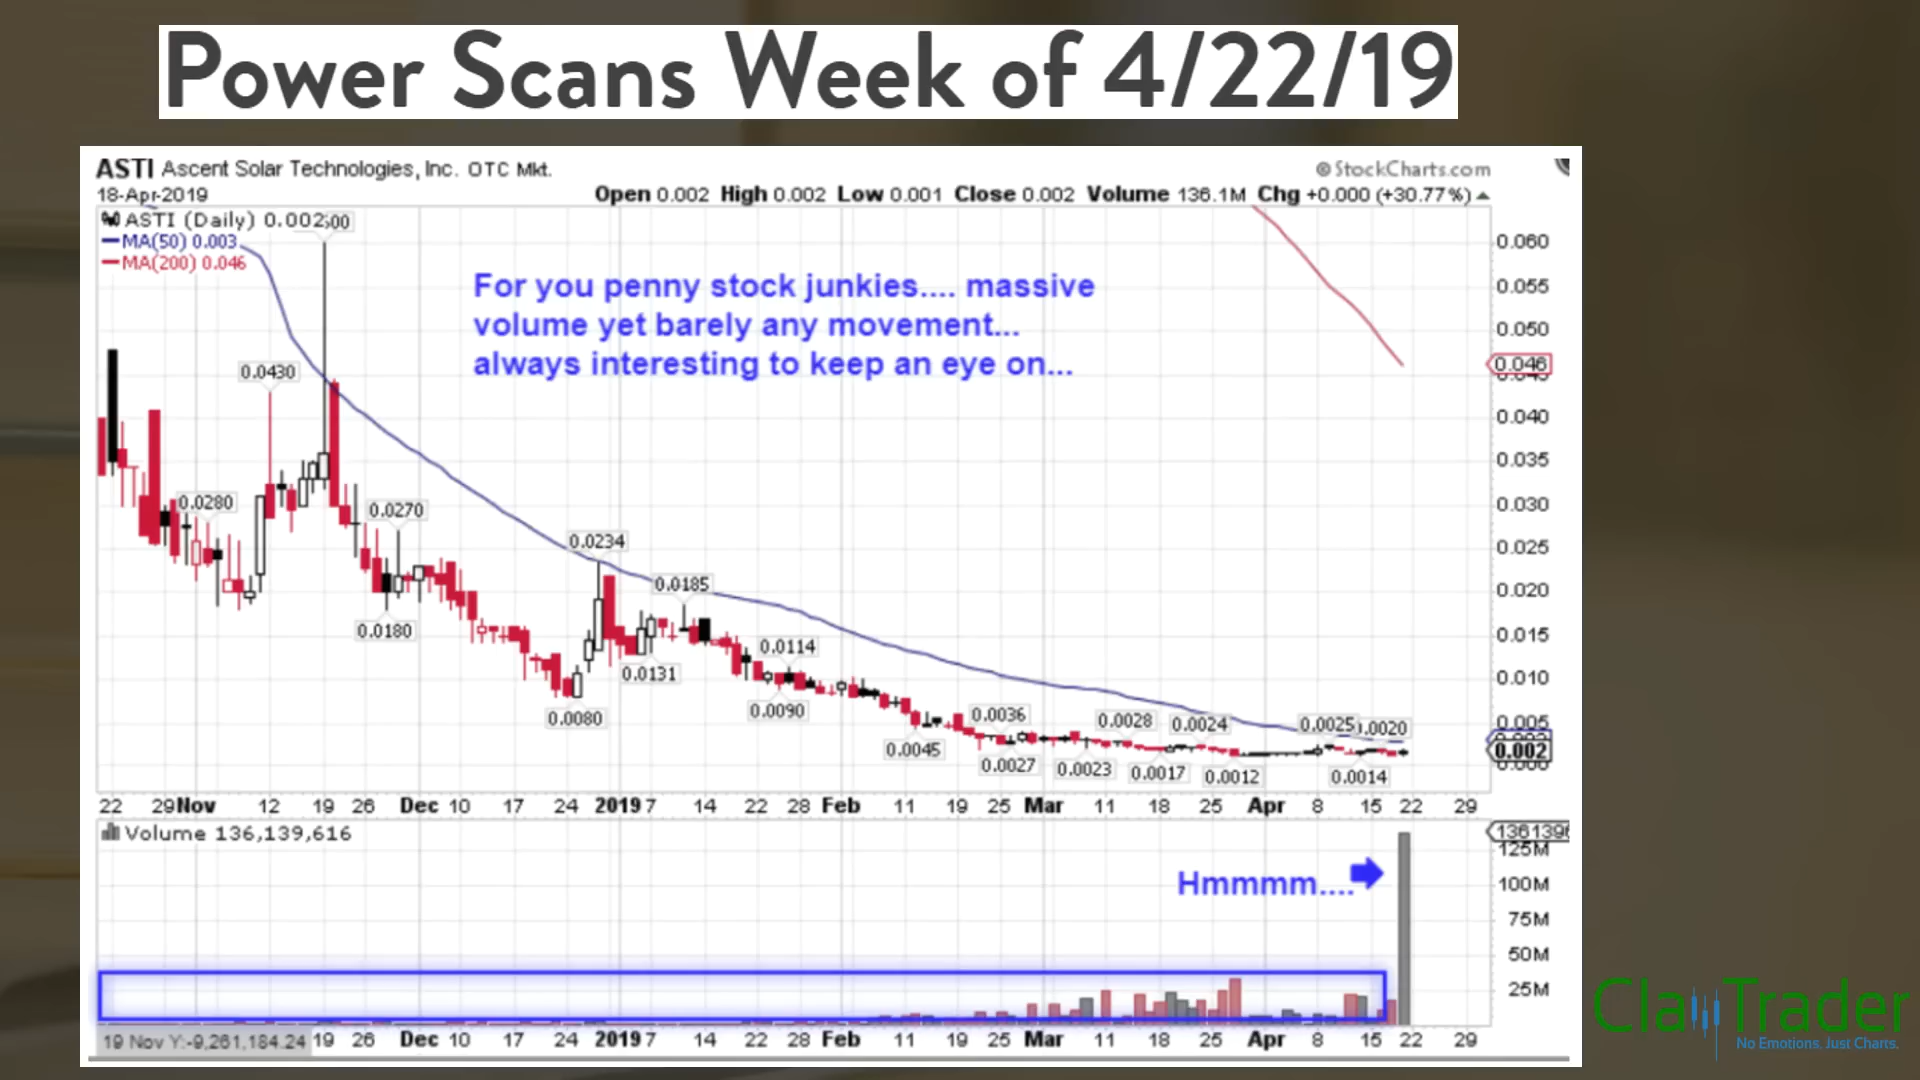 Power Scans Week of 4/22/19
ASTI Ascent Solar Technologies, Inc. OTC Mkt.
© StockCharts.com
18-Apr-2019
Open 0.002 High 0.002 Low 0.001 Close 0.002 Volume 136.1M Chg +0.000 (+30.77%)
ASTI (Daily) 0.002
MA(50) 0.003
MA(200) 0.046
For you penny stock junkies.... massive
volume yet barely any movement...
always interesting to keep an eye on...
0.060
0.055
0.050
0.046
0.040
0.035
0.030
0.025
0.020
0.015
0.010
0.005
0.002
0.0430
0.0280
0.0270
0.0180
0.0234
0.0185
0.0131
0.0080
0.0114
0.0090
0.0045
0.0036
0.0027
0.0023
0.0028
0.0017
0.0024
0.0012
0.0025
0.0020
0.0014
22 29 Nov 12 19 26 Dec 10 17 24 2019 7 14 22 28 Feb 11 19 25 Mar 11 18 25 Apr 8 15 22 29
Volume 136,139,616
Hmmmm....
125M
100M
75M
50M
25M
19 Nov Y:-9,261,184.24 19 26 Dec 10 17 24 2019 7 14 22 28 Feb 11 19 25 Mar 11 18 25 Apr 8 15 22 29
ClayTrader
No Emotions. Just Charts.